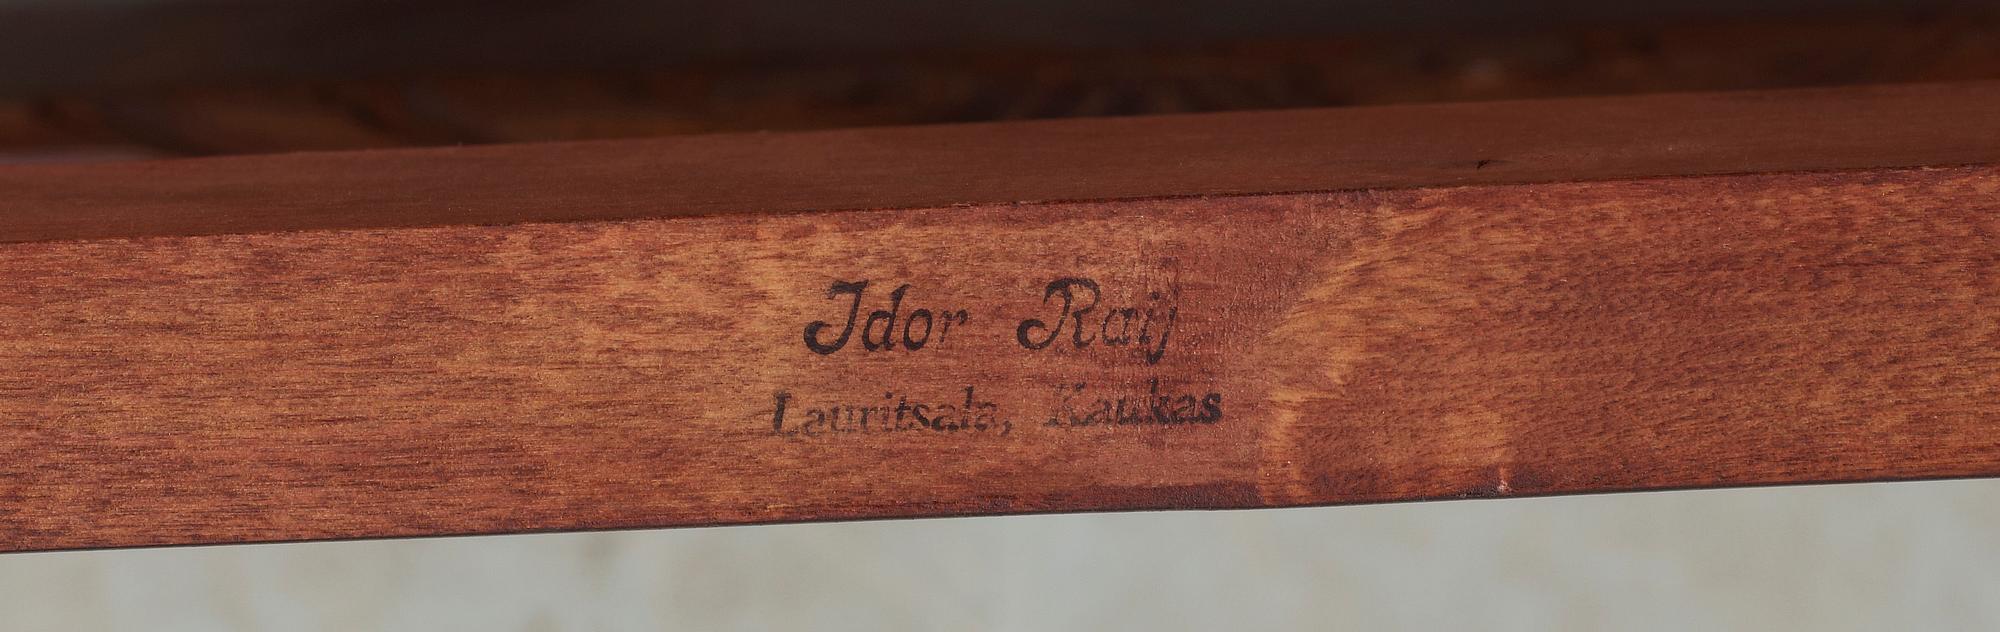 Idor Raij
Lauritsala, Kaukas